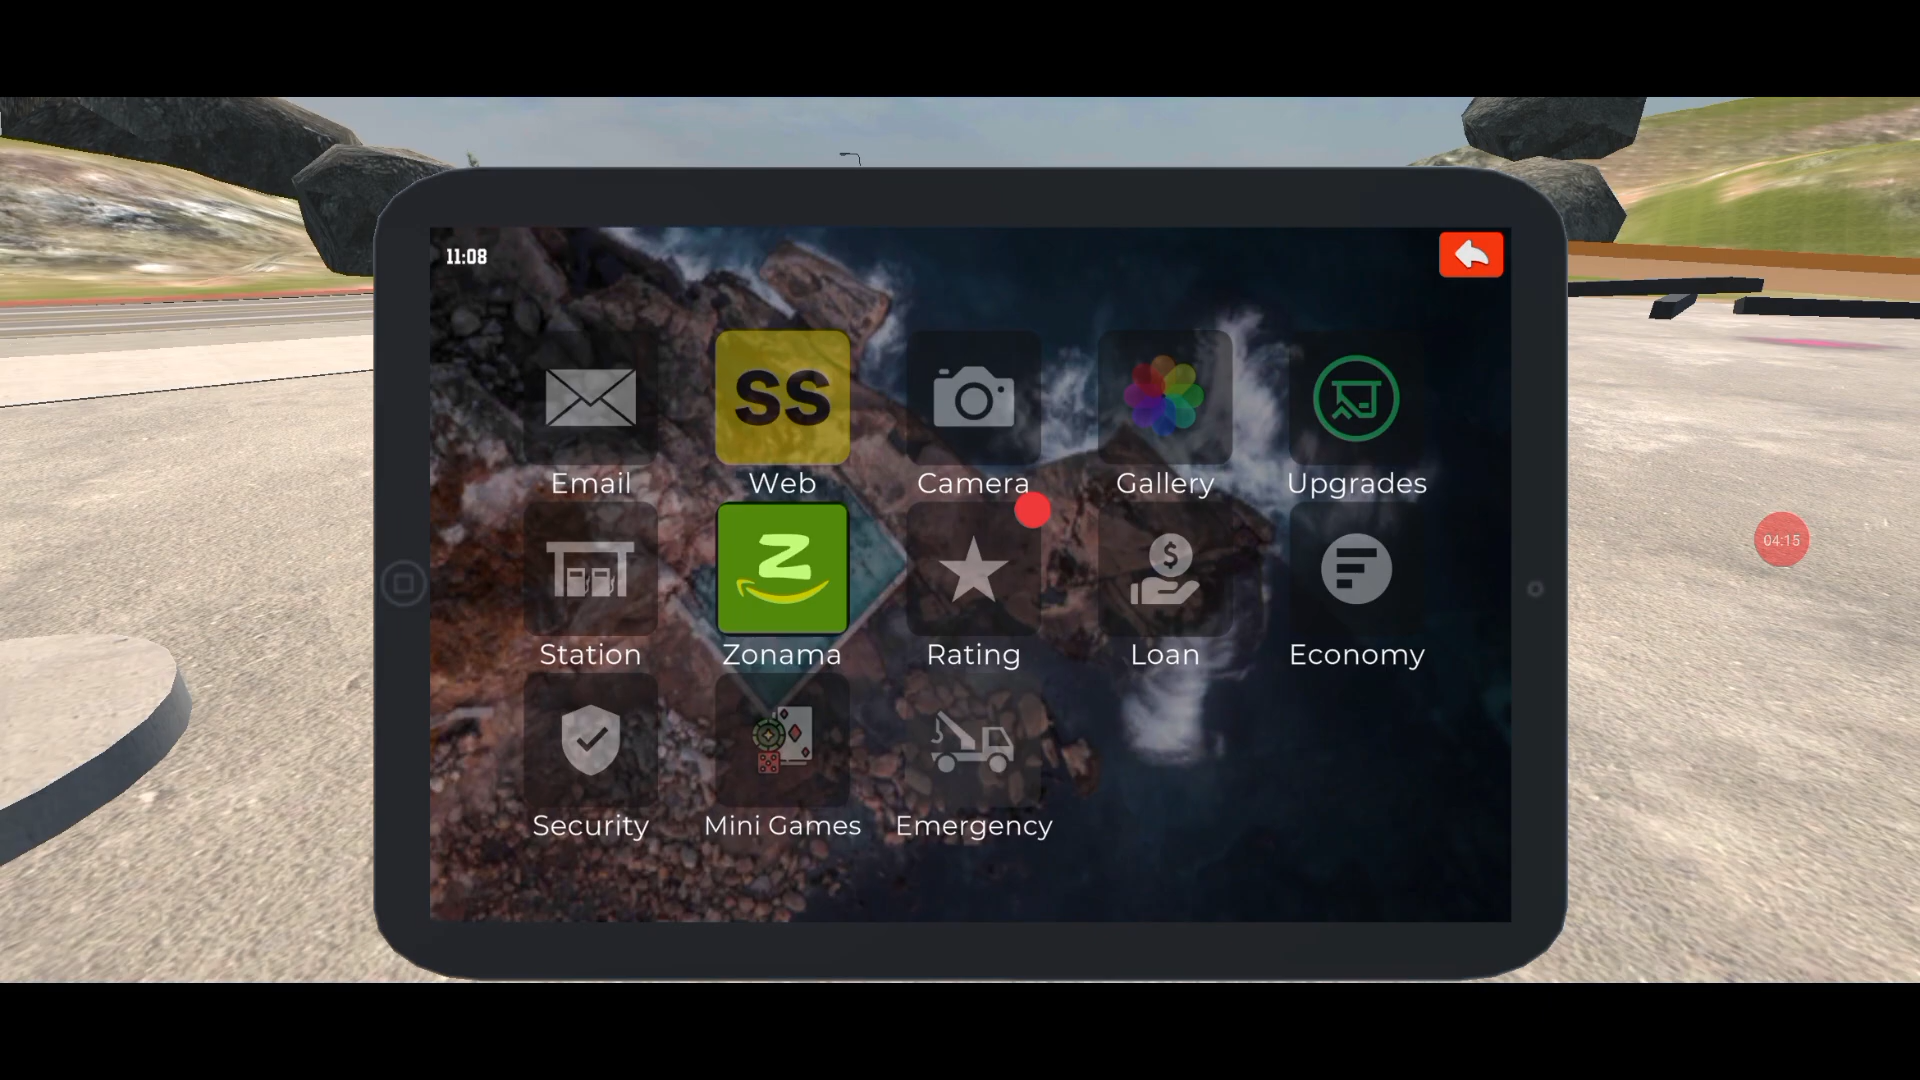 11:08
SS
Email Web Camera Gallery Upgrades
Z
$
04:15
Station Zonama Rating Loan Economy
Security Mini Games Emergency